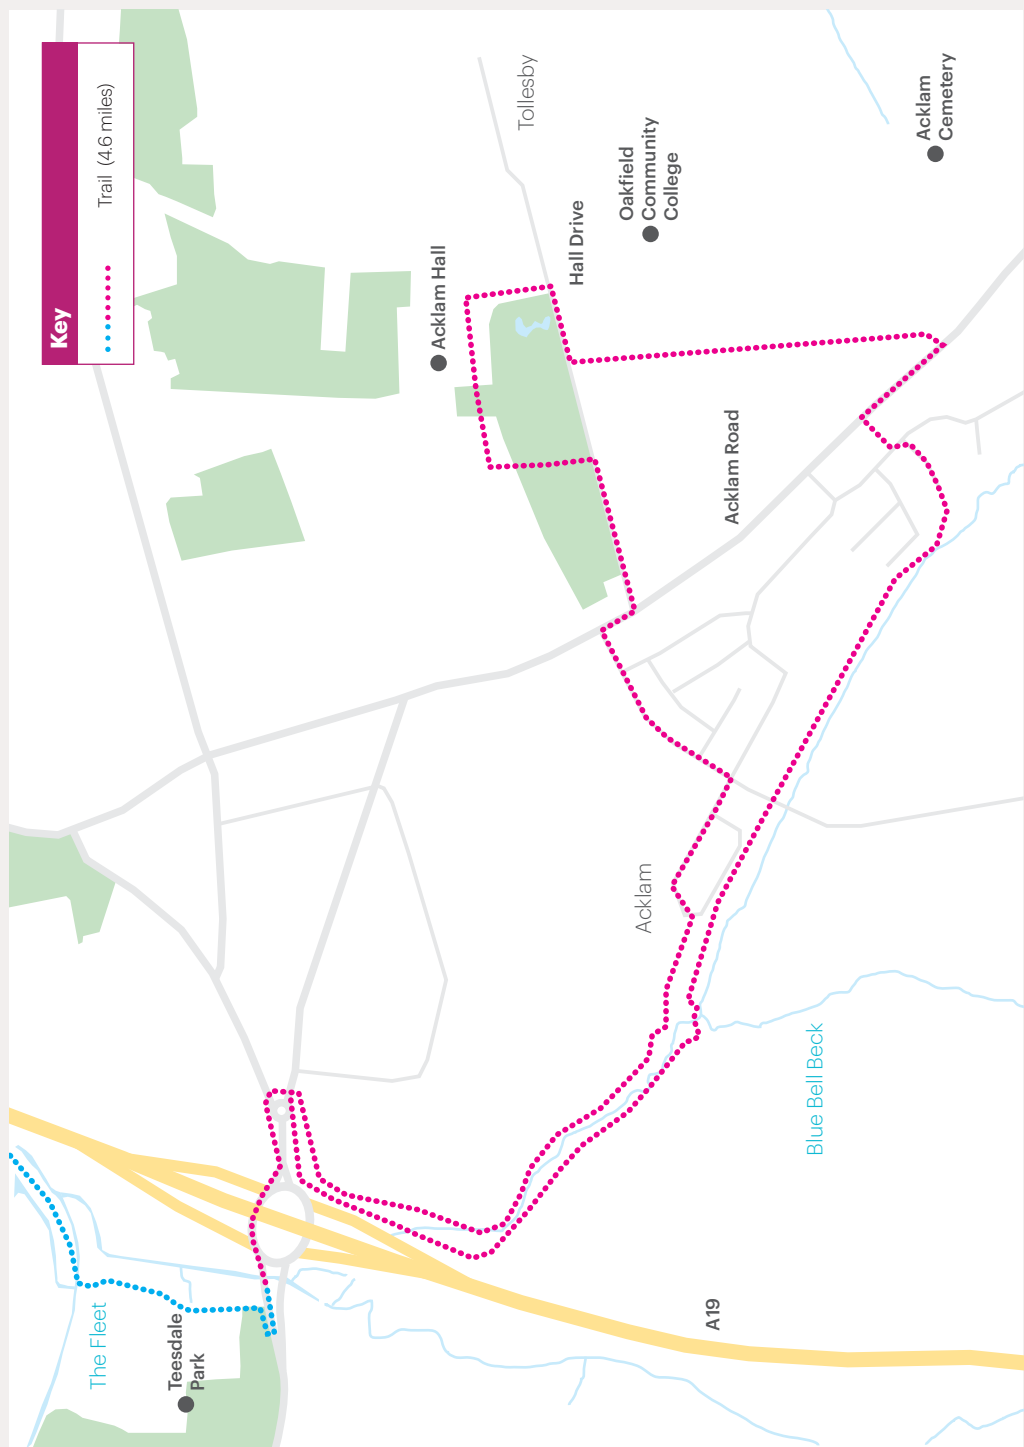 Key
Trail (4.6 miles)
Tollesby
Acklam
Cemetery
Oakfield
Community
College
Hall Drive
Acklam Hall
Acklam Road
Acklam
Blue Bell Beck
A19
The Fleet
Teesdale
Park